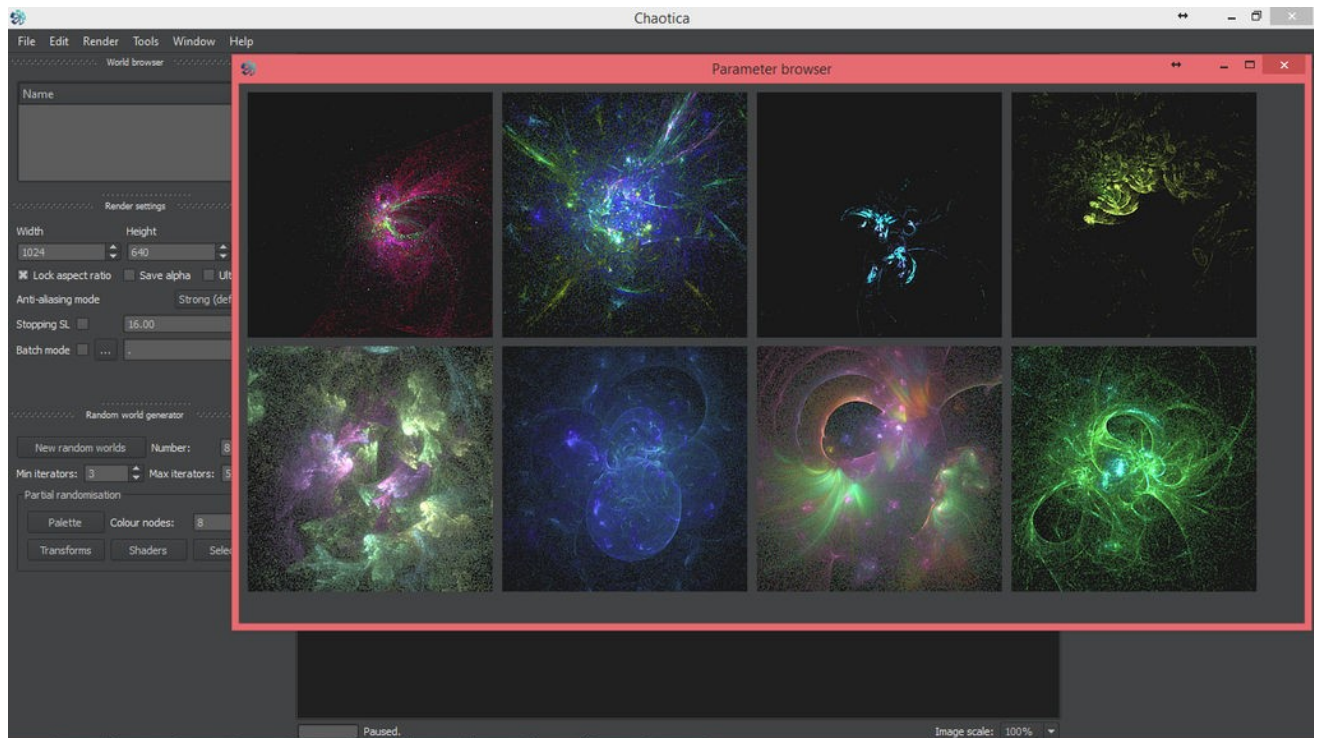 Chaotica
File Edit Render Tools Window Help
World browser
Parameter browser
Name
Render settings
Width Height
1024 640
Lock aspect ratio Save alpha
Anti-aliasing mode Strong
Stopping SL 16.00
Batch mode ... .
Random world generator
New random worlds Number: 8
Min iterators: 3 Max iterators: 5
Partial randomisation
Palette Colour nodes: 8
Transforms Shaders
Paused. Image scale: 100%